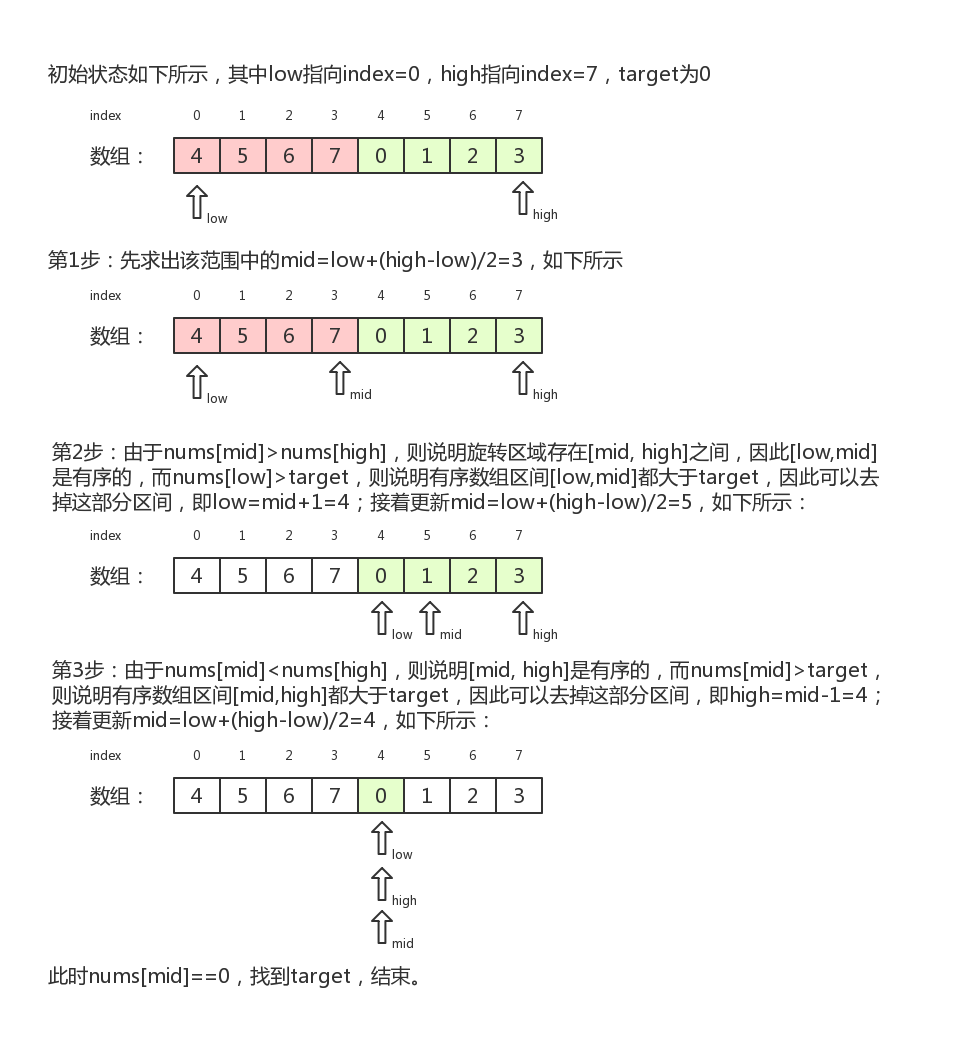 初始状态如下所示，其中low指向index=0，high指向index=7，target为0
index 0 1 2 3 4 5 6 7
数组： 4 5 6 7 0 1 2 3
low high
第1步：先求出该范围中的mid=low+(high-low)/2=3，如下所示
index 0 1 2 3 4 5 6 7
数组： 4 5 6 7 0 1 2 3
low mid high
第2步：由于nums[mid]>nums[high]，则说明旋转区域存在[mid, high]之间，因此[low,mid]
是有序的，而nums[low]>target，则说明有序数组区间[low,mid]都大于target，因此可以去
掉这部分区间，即low=mid+1=4；接着更新mid=low+(high-low)/2=5，如下所示：
index 0 1 2 3 4 5 6 7
数组： 4 5 6 7 0 1 2 3
low mid high
第3步：由于nums[mid]<nums[high]，则说明[mid, high]是有序的，而nums[mid]>target，
则说明有序数组区间[mid,high]都大于target，因此可以去掉这部分区间，即high=mid-1=4；
接着更新mid=low+(high-low)/2=4，如下所示：
index 0 1 2 3 4 5 6 7
数组： 4 5 6 7 0 1 2 3
low
high
mid
此时nums[mid]==0，找到target，结束。